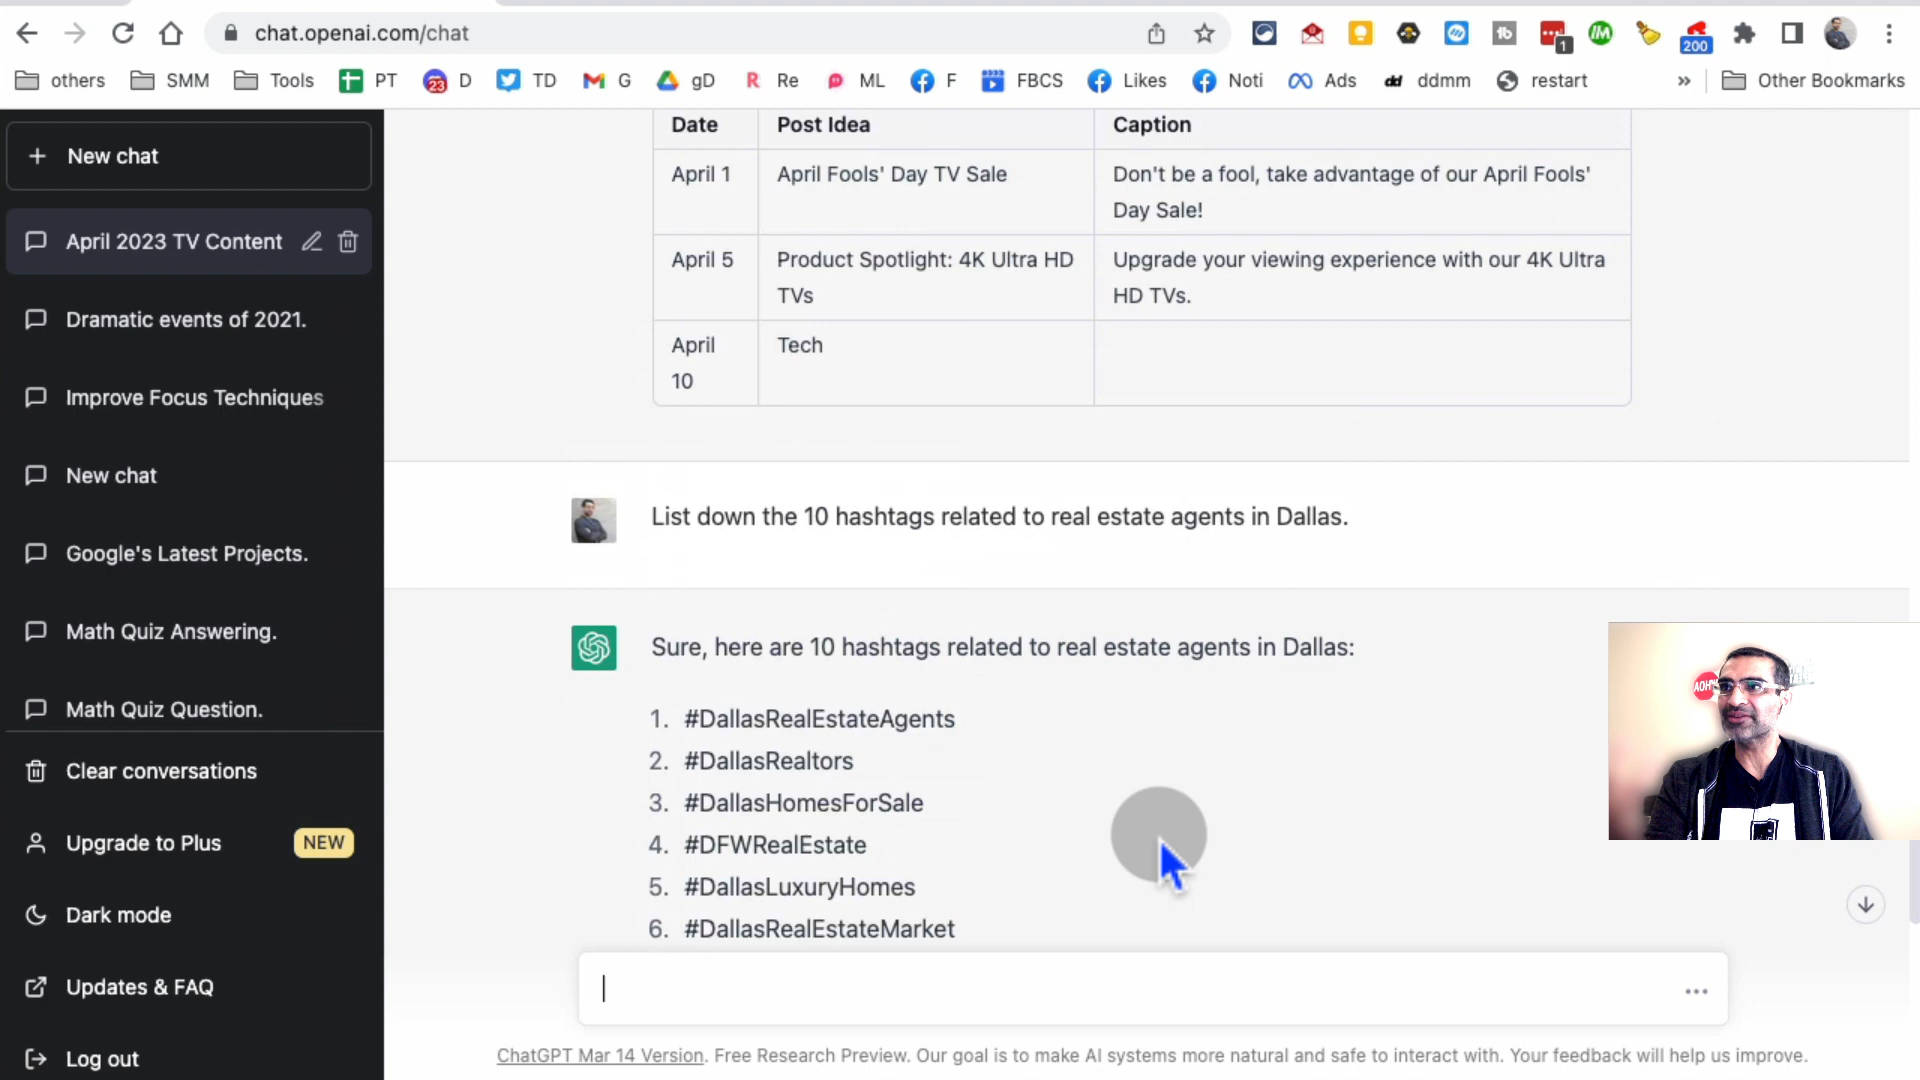 chat.openai.com/chat
1
200
others
SMM
Tools
PT
23
D
TD
G
gD
Re
ML
F
FBCS
Likes
Noti
Ads
dd
ddmm
restart
»
Other Bookmarks
+ New chat
April 2023 TV Content
Dramatic events of 2021.
Improve Focus Techniques
New chat
Google's Latest Projects.
Math Quiz Answering.
Math Quiz Question.
Clear conversations
Upgrade to Plus NEW
Dark mode
Updates & FAQ
Log out
Date Post Idea Caption
April 1 April Fools' Day TV Sale Don't be a fool, take advantage of our April Fools'
Day Sale!
April 5 Product Spotlight: 4K Ultra HD Upgrade your viewing experience with our 4K Ultra
TVs HD TVs.
April Tech
10
List down the 10 hashtags related to real estate agents in Dallas.
Sure, here are 10 hashtags related to real estate agents in Dallas:
1. #DallasRealEstateAgents
2. #DallasRealtors
3. #DallasHomesForSale
4. #DFWRealEstate
5. #DallasLuxuryHomes
6. #DallasRealEstateMarket
ChatGPT Mar 14 Version. Free Research Preview. Our goal is to make AI systems more natural and safe to interact with. Your feedback will help us improve.